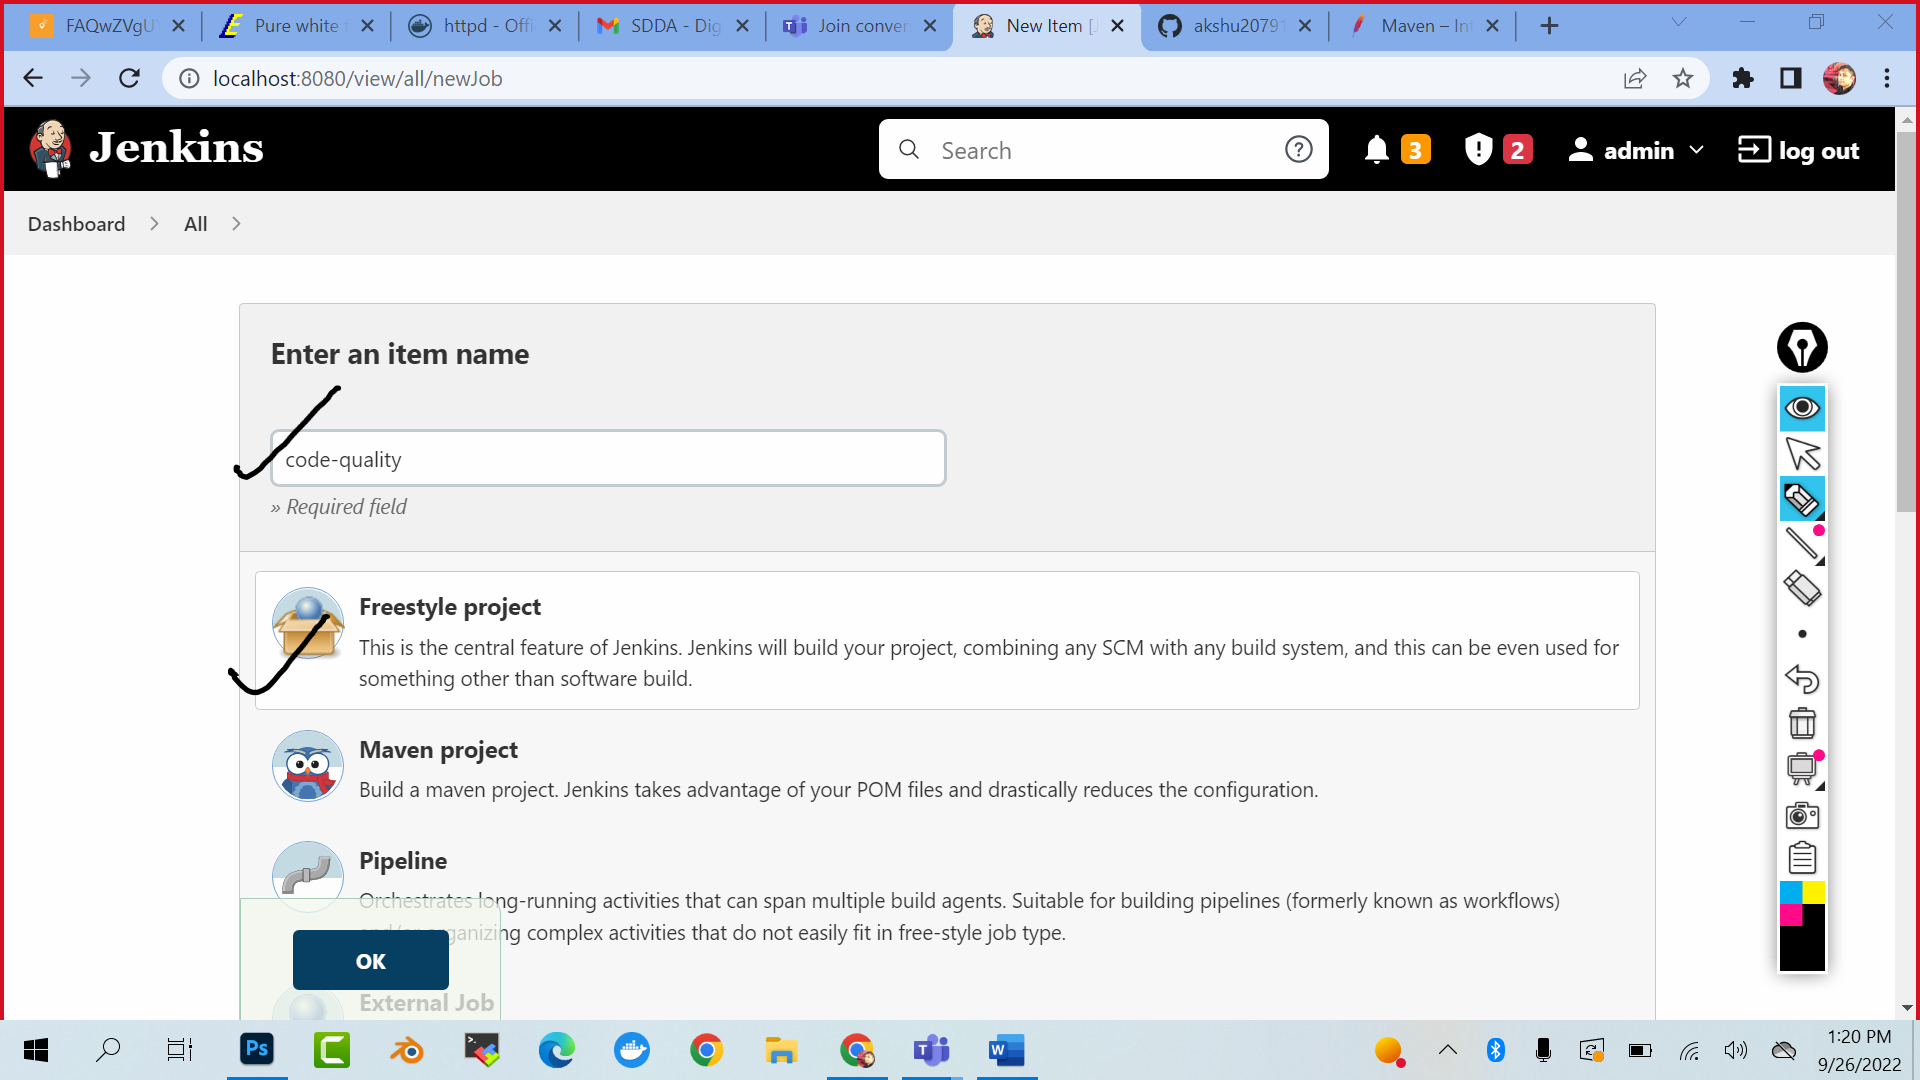 FAQwZVgU
Pure white
httpd - Offi
SDDA - Dig
Join conver
New Item [J
akshu2079
Maven – Int
localhost:8080/view/all/newJob
Jenkins
Search
3
2
admin
log out
Dashboard
All
Enter an item name
code-quality
» Required field
Freestyle project
This is the central feature of Jenkins. Jenkins will build your project, combining any SCM with any build system, and this can be even used for
something other than software build.
Maven project
Build a maven project. Jenkins takes advantage of your POM files and drastically reduces the configuration.
Pipeline
Orchestrates long-running activities that can span multiple build agents. Suitable for building pipelines (formerly known as workflows)
and/or organizing complex activities that do not easily fit in free-style job type.
OK
External Job
1:20 PM
9/26/2022